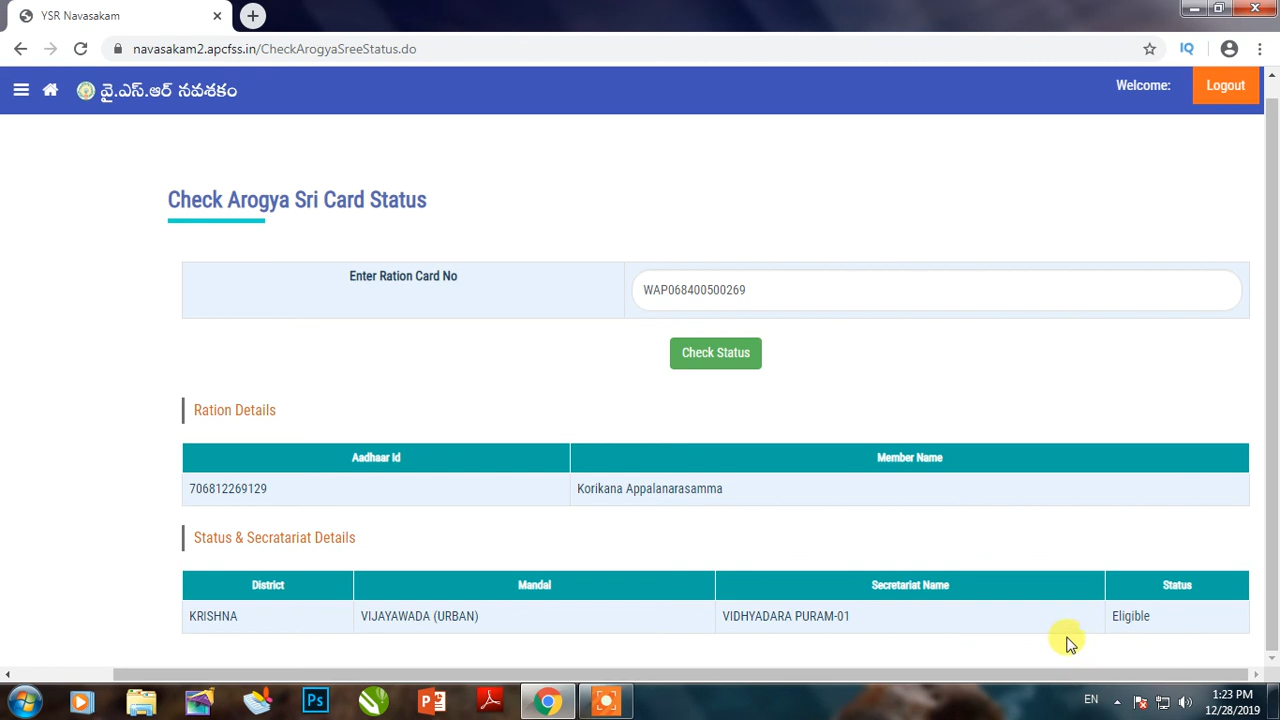 YSR Navasakam
navasakam2.apcfss.in/CheckArogyaSreeStatus.do
IQ
వై.ఎస్.ఆర్ నవశకం
Welcome:
Logout
Check Arogya Sri Card Status
Enter Ration Card No
WAP068400500269
Check Status
Ration Details
Aadhaar Id Member Name
706812269129 Korikana Appalanarasamma
Status & Secratariat Details
District Mandal Secretariat Name Status
KRISHNA VIJAYAWADA (URBAN) VIDHYADARA PURAM-01 Eligible
Ps
EN
1:23 PM
12/28/2019